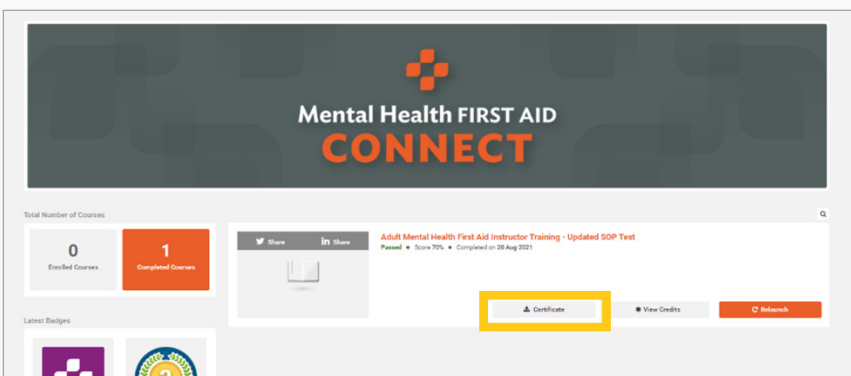 Mental Health FIRST AID
CONNECT
Total Number of Courses
0
Enrolled Courses
1
Completed Courses
Share
in Share
Adult Mental Health First Aid Instructor Training - Updated SOP Test
Passed Score 70% Completed on 20 Aug 2021
Certificate
View Credits
Relaunch
Latest Badges